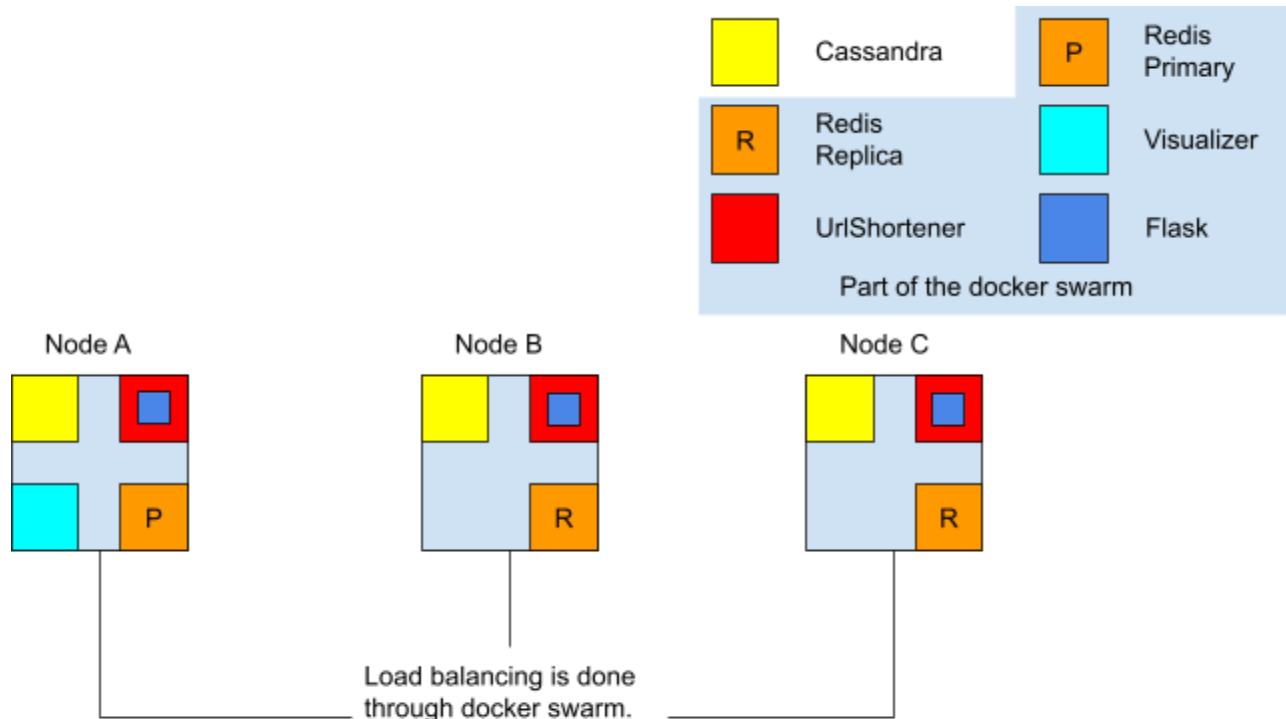 Cassandra
P
Redis
Primary
R
Redis
Replica
Visualizer
UrlShortener
Flask
Part of the docker swarm
Node A
Node B
Node C
P
R
R
Load balancing is done
through docker swarm.